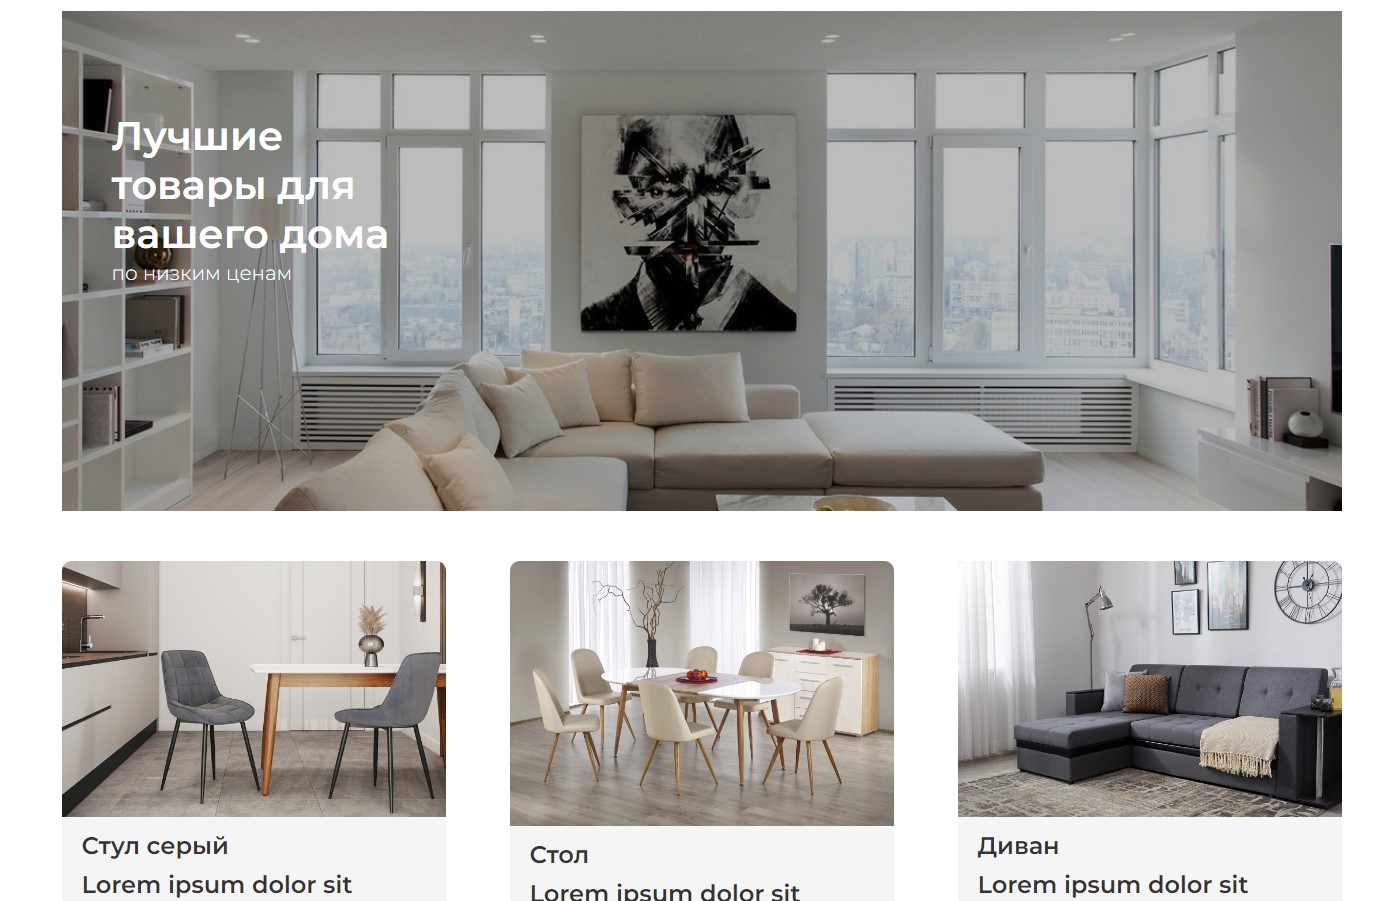 Лучшие
товары для
вашего дома
по низким ценам
Стул серый
Lorem ipsum dolor sit
Стол
Lorem ipsum dolor sit
Диван
Lorem ipsum dolor sit